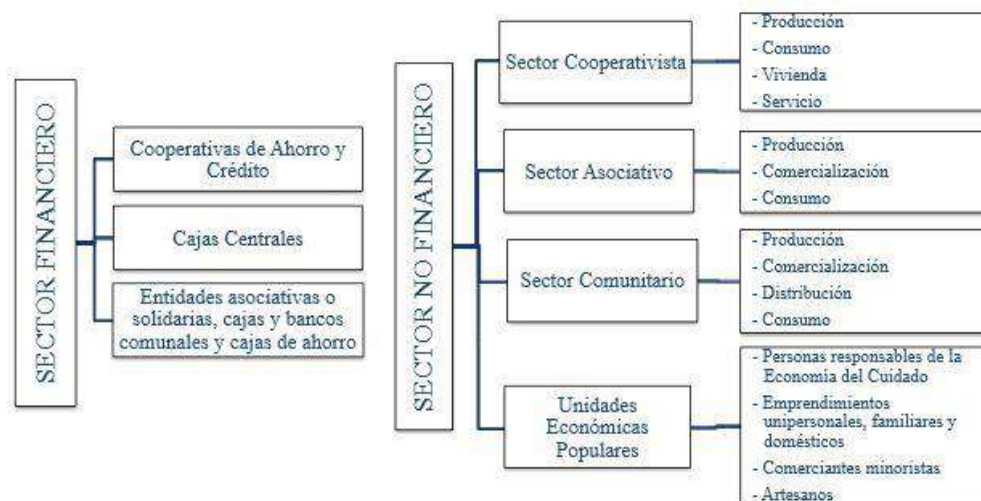 SECTOR FINANCIERO
Cooperativas de Ahorro y
Crédito
Cajas Centrales
Entidades asociativas o
solidarias, cajas y bancos
comunales y cajas de ahorro
SECTOR NO FINANCIERO
Sector Cooperativista
- Producción
- Consumo
- Vivienda
- Servicio
Sector Asociativo
- Producción
- Comercialización
- Consumo
Sector Comunitario
- Producción
- Comercialización
- Distribución
- Consumo
Unidades
Económicas
Populares
- Personas responsables de la
Economía del Cuidado
- Emprendimientos
unipersonales, familiares y
domésticos
- Comerciantes minoristas
- Artesanos